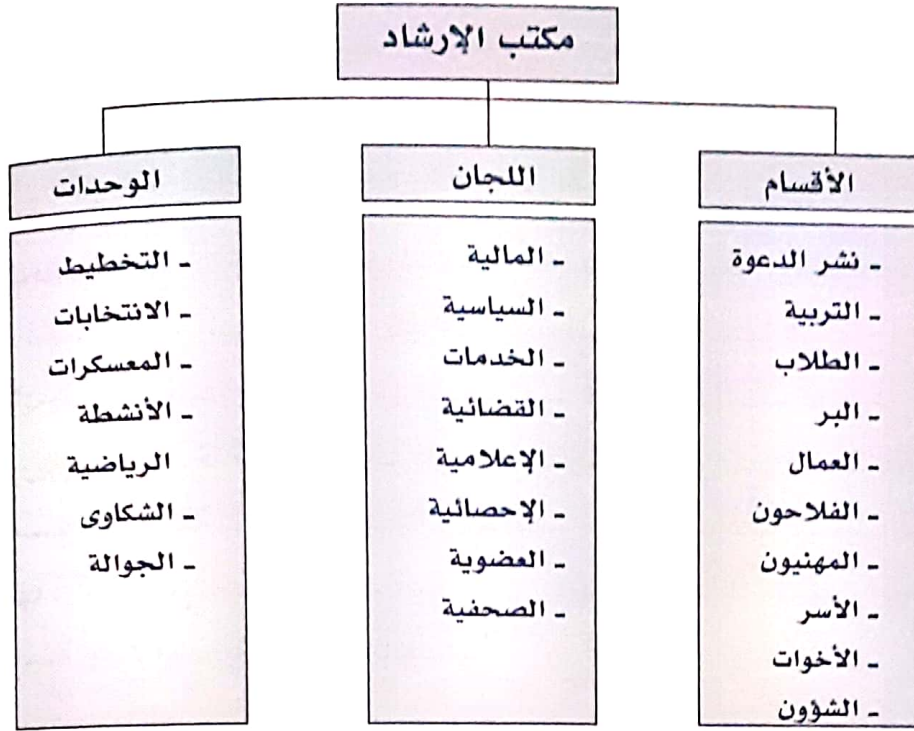 مكتب الارشاد
الأقسام
- نشر الدعوة
- التربية
- الطلاب
- البر
- العمال
- الفلاحون
- المهنيون
- الأسر
- الأخوات
- الشؤون
اللجان
- المالية
- السياسية
- الخدمات
- القضائية
- الإعلامية
- الإحصائية
- العضوية
- الصحفية
الوحدات
- التخطيط
- الانتخابات
- المعسكرات
- الأنشطة
الرياضية
- الشكاوى
- الجوالة